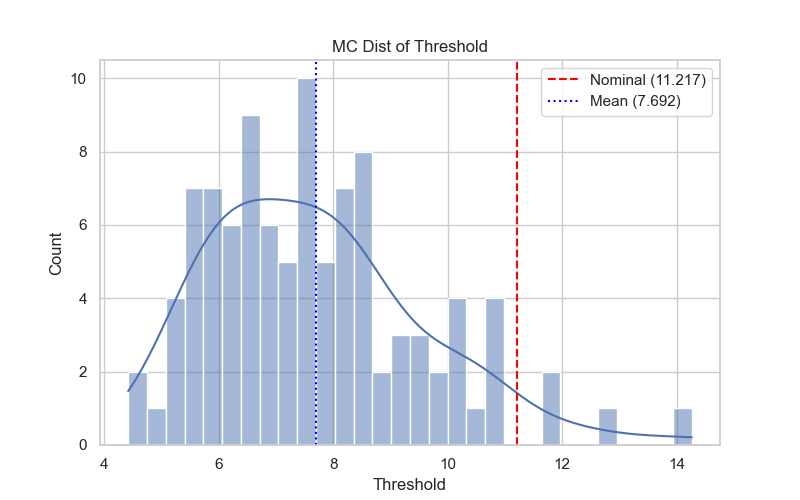 MC Dist of Threshold
Nominal (11.217)
Mean (7.692)
Count
10
8
6
4
2
0
4 6 8 10 12 14
Threshold